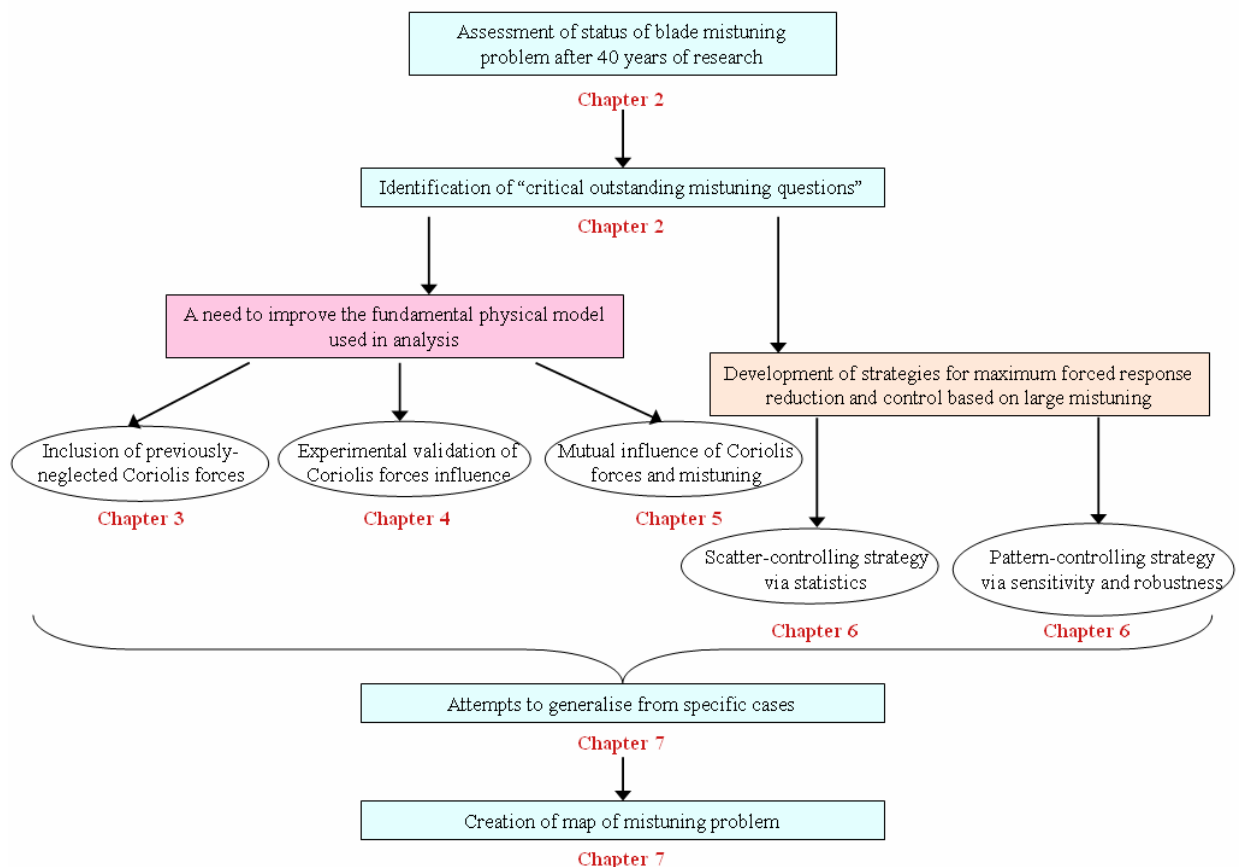 Assessment of status of blade mistuning
problem after 40 years of research
Chapter 2
Identification of “critical outstanding mistuning questions”
Chapter 2
A need to improve the fundamental physical model
used in analysis
Development of strategies for maximum forced response
reduction and control based on large mistuning
Inclusion of previously-
neglected Coriolis forces
Chapter 3
Experimental validation of
Coriolis forces influence
Chapter 4
Mutual influence of Coriolis
forces and mistuning
Chapter 5
Scatter-controlling strategy
via statistics
Chapter 6
Pattern-controlling strategy
via sensitivity and robustness
Chapter 6
Attempts to generalise from specific cases
Chapter 7
Creation of map of mistuning problem
Chapter 7